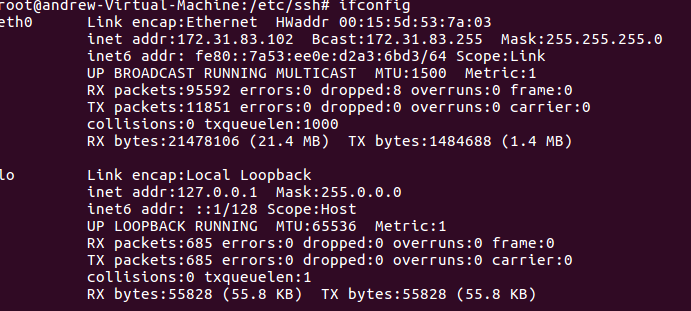 root@andrew-Virtual-Machine:/etc/ssh# ifconfig
eth0 Link encap:Ethernet HWaddr 00:15:5d:53:7a:03
inet addr:172.31.83.102 Bcast:172.31.83.255 Mask:255.255.255.0
inet6 addr: fe80::7a53:ee0e:d2a3:6bd3/64 Scope:Link
UP BROADCAST RUNNING MULTICAST MTU:1500 Metric:1
RX packets:95592 errors:0 dropped:8 overruns:0 frame:0
TX packets:11851 errors:0 dropped:0 overruns:0 carrier:0
collisions:0 txqueuelen:1000
RX bytes:21478106 (21.4 MB) TX bytes:1484688 (1.4 MB)
lo Link encap:Local Loopback
inet addr:127.0.0.1 Mask:255.0.0.0
inet6 addr: ::1/128 Scope:Host
UP LOOPBACK RUNNING MTU:65536 Metric:1
RX packets:685 errors:0 dropped:0 overruns:0 frame:0
TX packets:685 errors:0 dropped:0 overruns:0 carrier:0
collisions:0 txqueuelen:1
RX bytes:55828 (55.8 KB) TX bytes:55828 (55.8 KB)